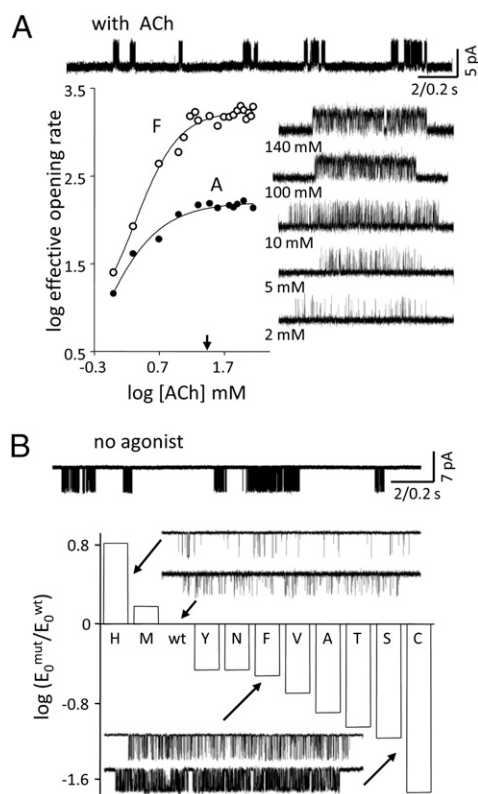 A
with ACh
5 pA
2/0.2 s
3.5
2.5
1.5
0.5
log effective opening rate
F
A
-0.3
0.7
1.7
log [ACh] mM
140 mM
100 mM
10 mM
5 mM
2 mM
B
no agonist
7 pA
2/0.2 s
0.8
0
-0.8
-1.6
log (E₀ᵐᵘᵗ/E₀ʷᵗ)
H M wt Y N F V A T S C